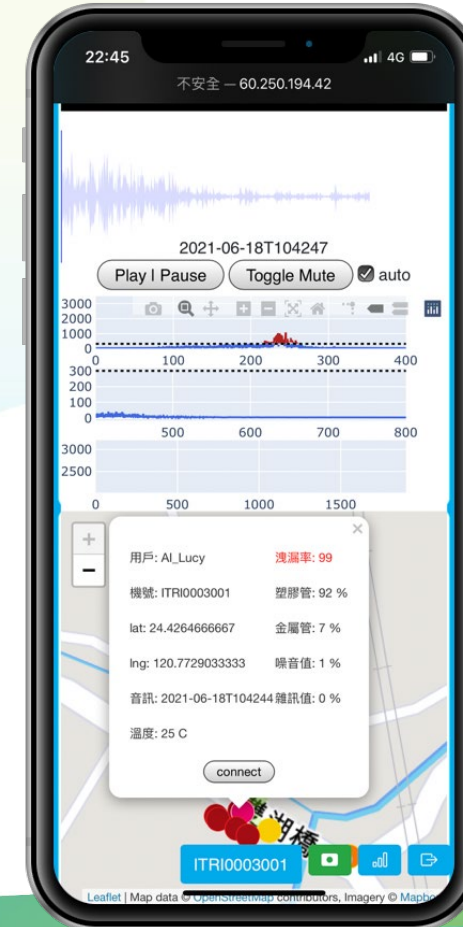 22:45
4G
不安全 — 60.250.194.42
2021-06-18T104247
Play | Pause
Toggle Mute
auto
3000
2000
1000
0
0 100 200 300 400
300
200
100
0
500 600 700 800
3000
2500
0 500 1000 1500
+
−
×
用戶: AI_Lucy
洩漏率: 99
機號: ITRI0003001
塑膠管: 92 %
lat: 24.4264666667
金屬管: 7 %
lng: 120.7729033333
噪音值: 1 %
音訊: 2021-06-18T104244
雜訊值: 0 %
溫度: 25 C
connect
湖橋
ITRI0003001
Leaflet | Map data © OpenStreetMap contributors, Imagery © Mapbo